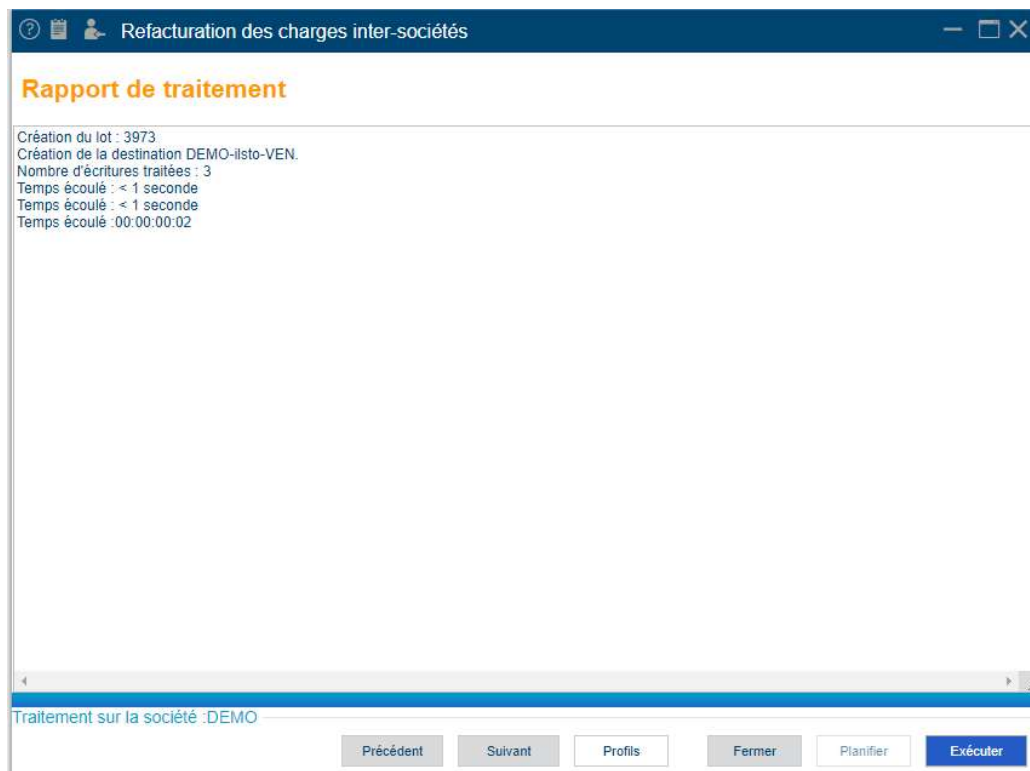 Refacturation des charges inter-sociétés
Rapport de traitement
Création du lot : 3973
Création de la destination DEMO-ilsto-VEN.
Nombre d'écritures traitées : 3
Temps écoulé : < 1 seconde
Temps écoulé : < 1 seconde
Temps écoulé :00:00:00:02
Traitement sur la société :DEMO
Précédent Suivant Profils Fermer Planifier Exécuter